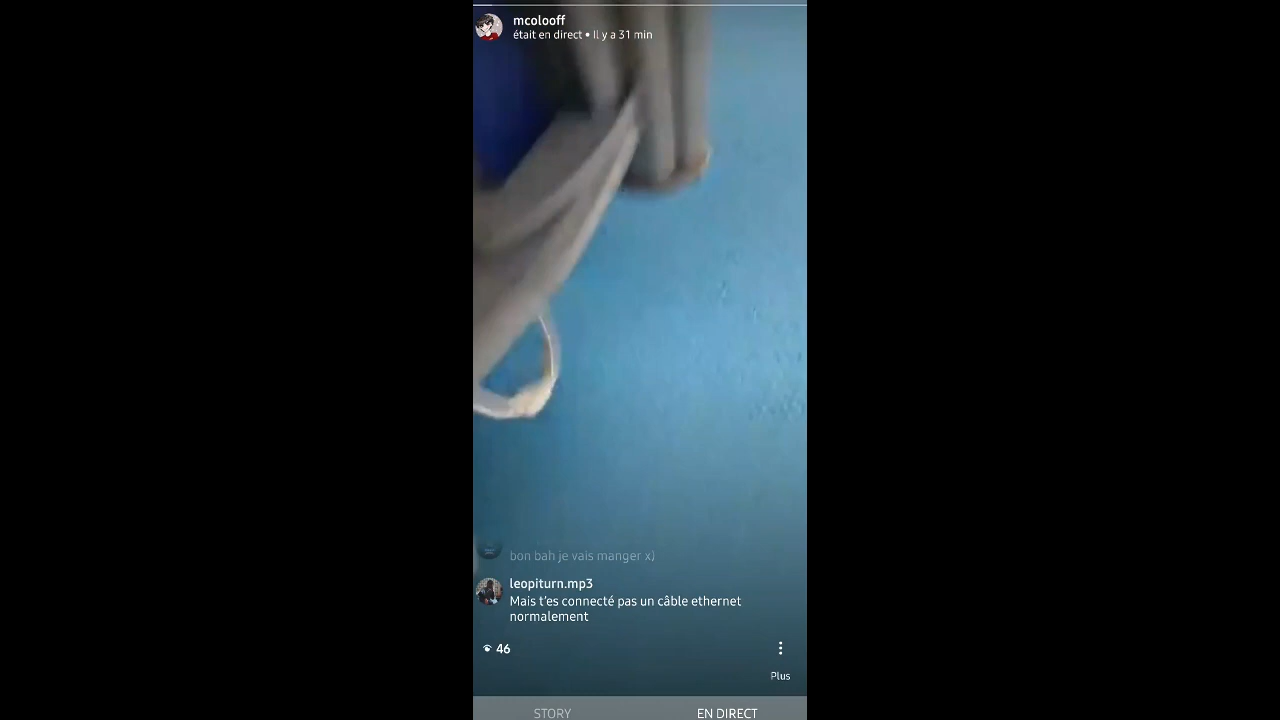 mcolooff
était en direct • Il y a 31 min
bon bah je vais manger x)
leopiturn.mp3
Mais t'es connecté pas un câble ethernet
normalement
46
Plus
STORY
EN DIRECT